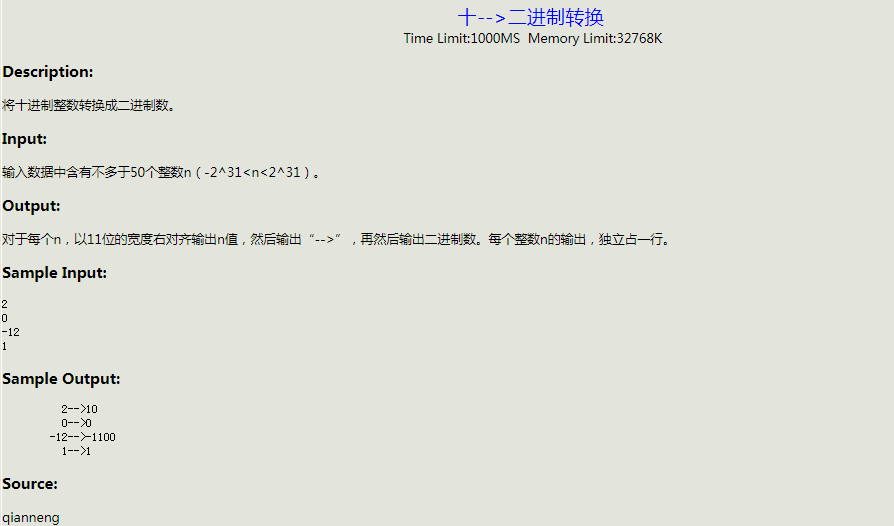 十-->二进制转换
Time Limit:1000MS Memory Limit:32768K
Description:
将十进制整数转换成二进制数。
Input:
输入数据中含有不多于50个整数n（-2^31<n<2^31）。
Output:
对于每个n，以11位的宽度右对齐输出n值，然后输出“-->”，再然后输出二进制数。每个整数n的输出，独立占一行。
Sample Input:
2
0
-12
1
Sample Output:
2-->10
0-->0
-12-->-1100
1-->1
Source:
qianneng